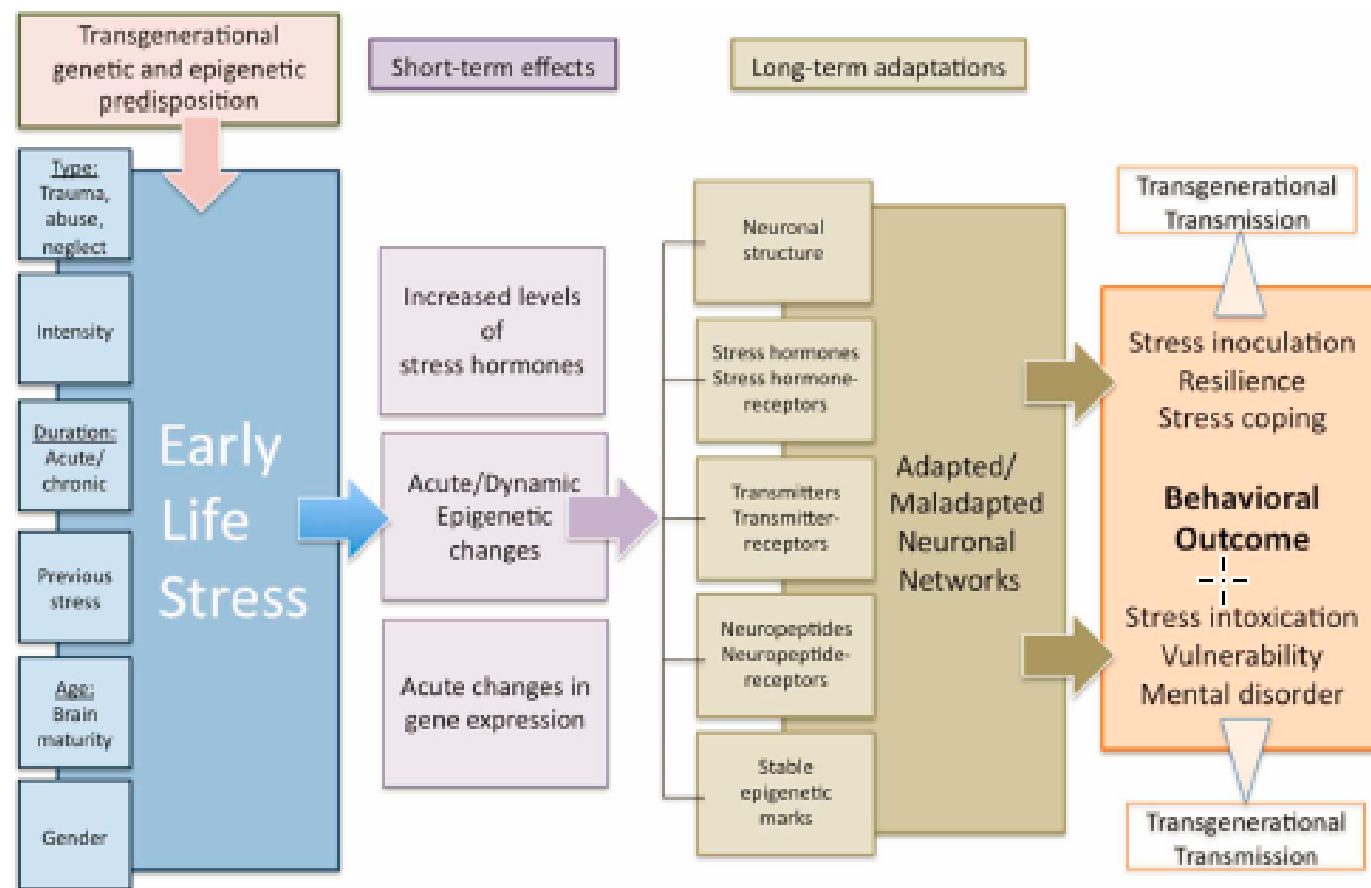 Transgenerational
genetic and epigenetic
predisposition
Short-term effects
Long-term adaptations
Type:
Trauma,
abuse,
neglect
Intensity
Duration:
Acute/
chronic
Previous
stress
Age:
Brain
maturity
Gender
Early
Life
Stress
Increased levels
of
stress hormones
Acute/Dynamic
Epigenetic
changes
Acute changes in
gene expression
Neuronal
structure
Stress hormones
Stress hormone-
receptors
Transmitters
Transmitter-
receptors
Neuropeptides
Neuropeptide-
receptors
Stable
epigenetic
marks
Adapted/
Maladapted
Neuronal
Networks
Transgenerational
Transmission
Stress inoculation
Resilience
Stress coping
Behavioral
Outcome
Stress intoxication
Vulnerability
Mental disorder
Transgenerational
Transmission